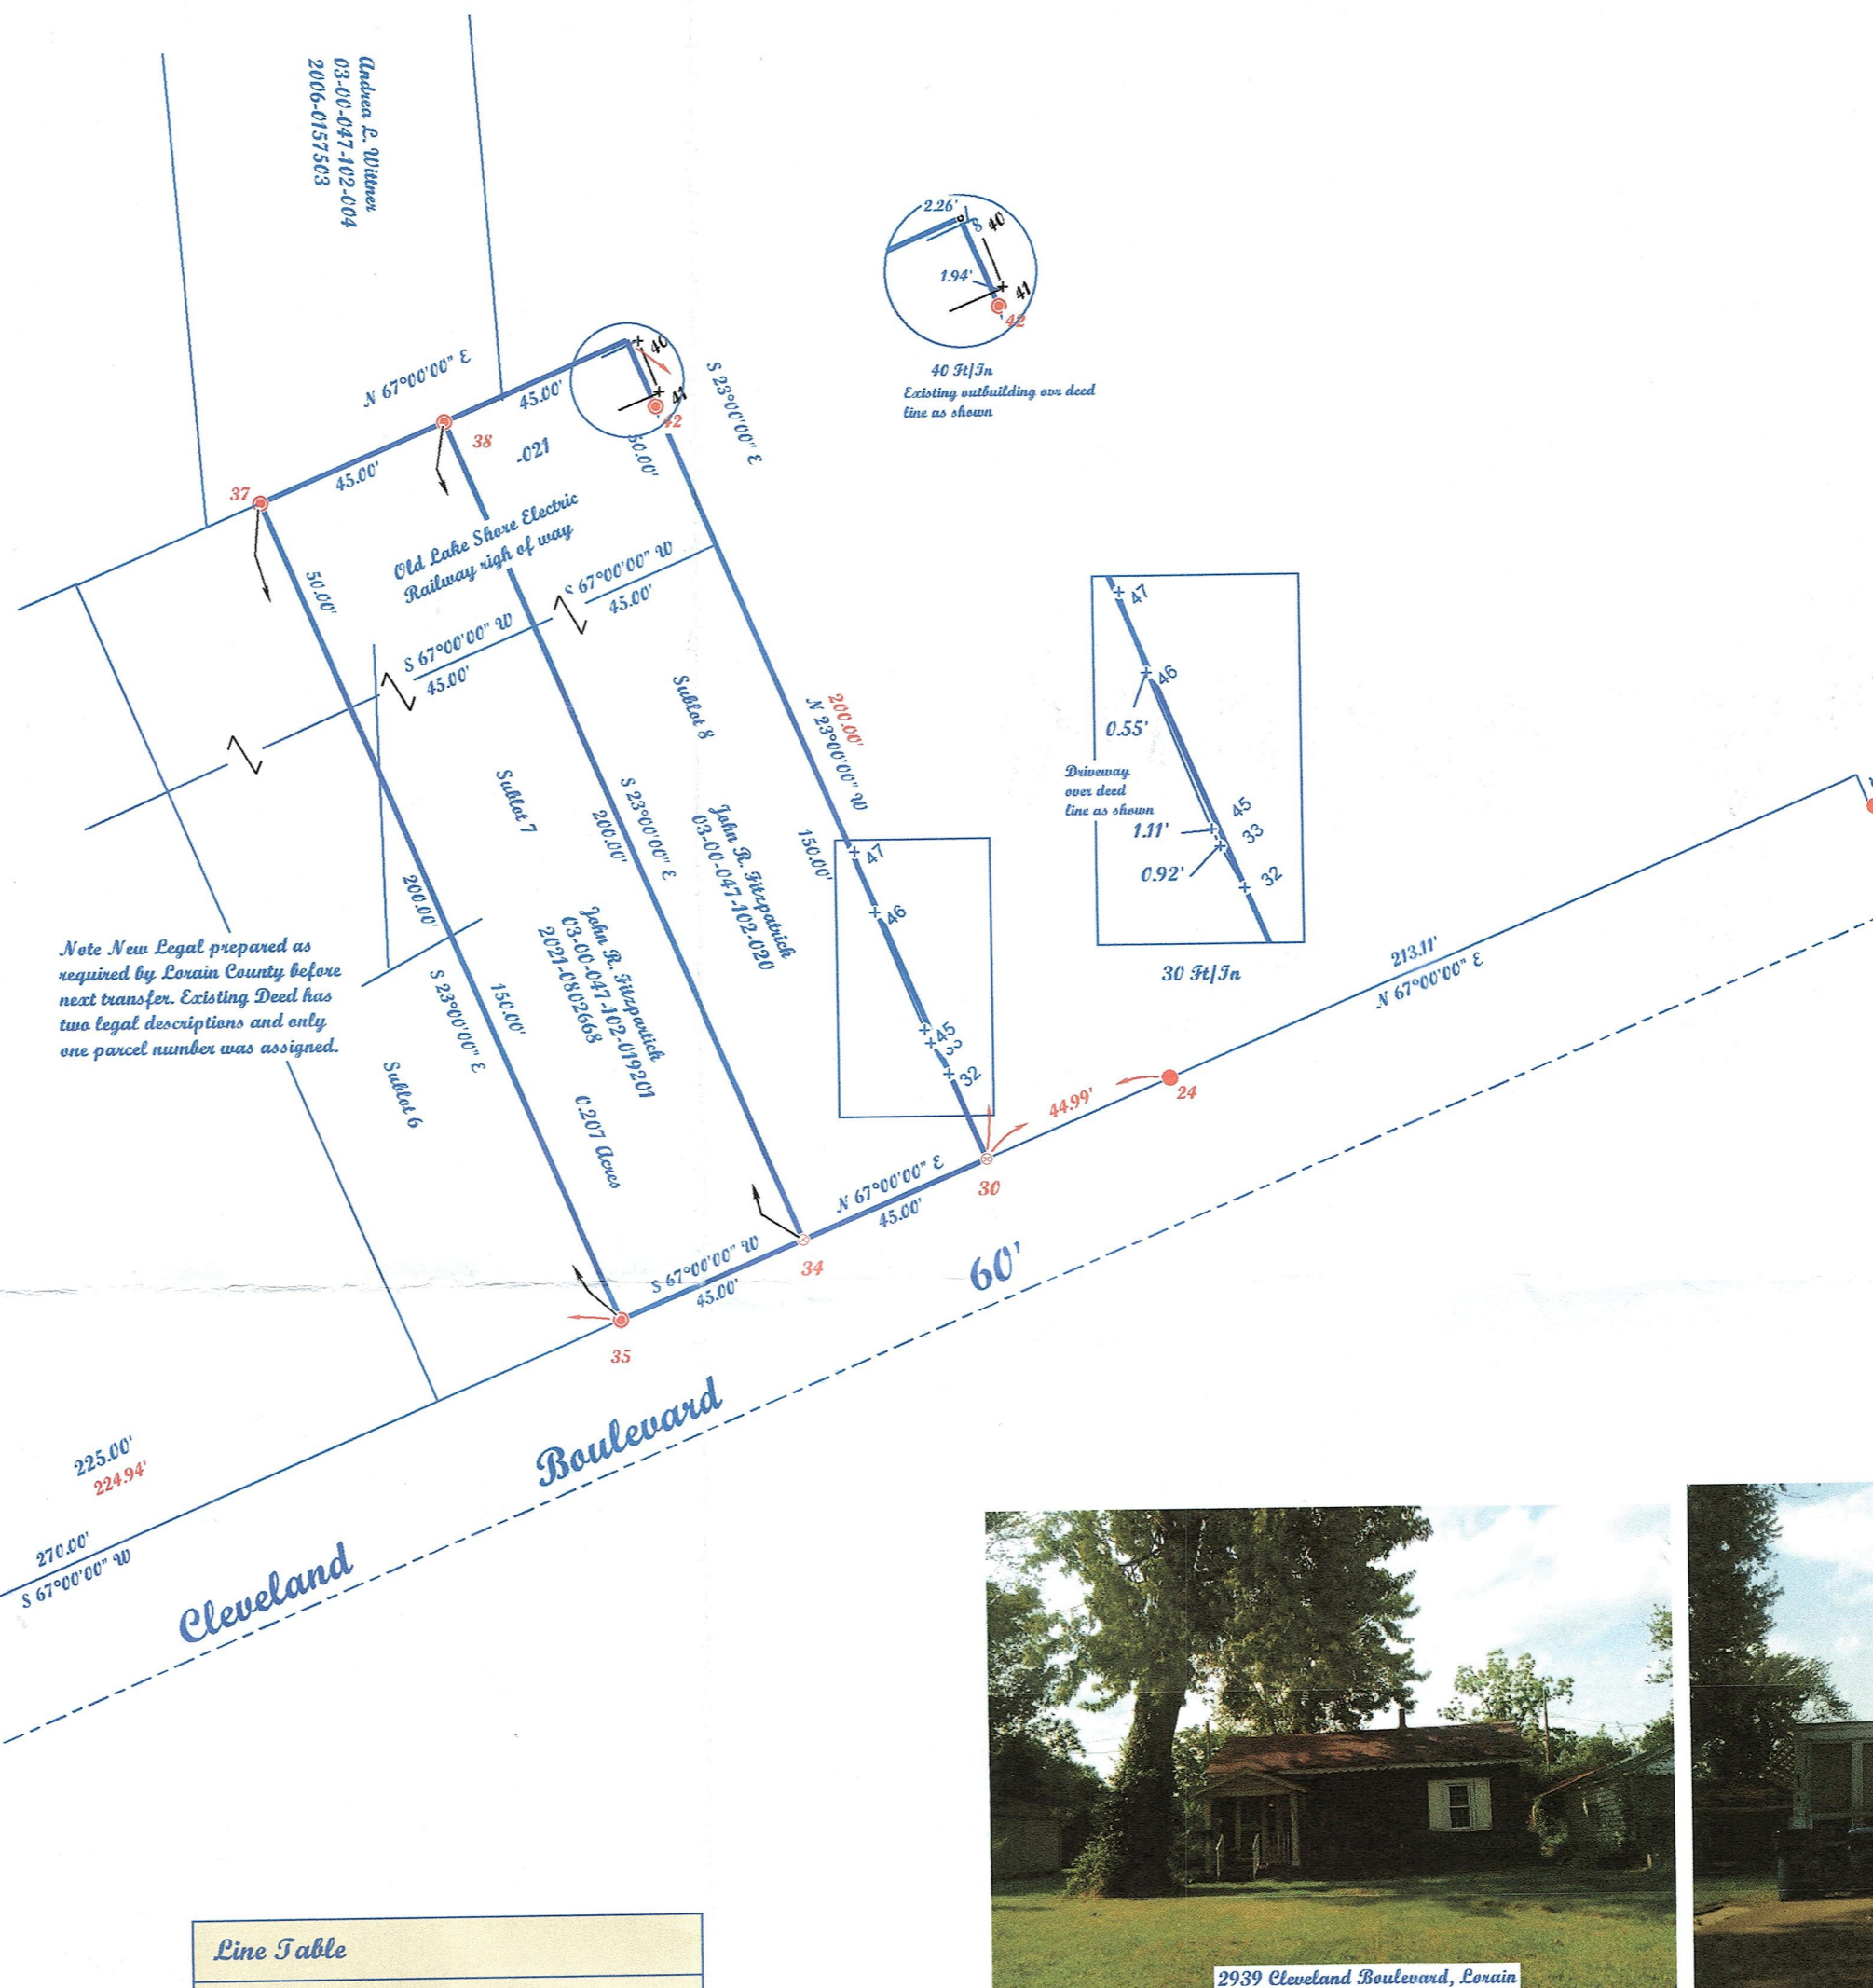 Andrea L. Wittner
03-00-047-102-004
2006-0157503
2.26'
8
40
1.94'
41
42
40 Ft/In
Existing outbuilding ovr deed
line as shown
N 67°00'00" E
45.00'
45.00'
40
41
42
S 23°00'00" E
50.00'
37
38
-021
50.00'
Old Lake Shore Electric
Railway righ of way
S 67°00'00" W
45.00'
S 67°00'00" W
45.00'
Sublot 8
200.00'
N 23°00'00" W
150.00'
Sublot 7
S 23°00'00" E
200.00'
John R. Fitzpatrick
03-00-047-102-020
47
46
45
33
32
47
46
0.55'
Driveway
over deed
line as shown
45
33
1.11'
0.92'
32
30 Ft/In
213.11'
N 67°00'00" E
200.00'
Note New Legal prepared as
required by Lorain County before
next transfer. Existing Deed has
two legal descriptions and only
one parcel number was assigned.
S 23°00'00" E
150.00'
John R. Fitzpartick
03-00-047-102-019201
2021-0802668
0.207 Acres
Sublot 6
44.99'
24
N 67°00'00" E
45.00'
30
S 67°00'00" W
45.00'
34
35
60'
Cleveland Boulevard
225.00'
224.94'
270.00'
S 67°00'00" W
Line Table
2939 Cleveland Boulevard, Lorain